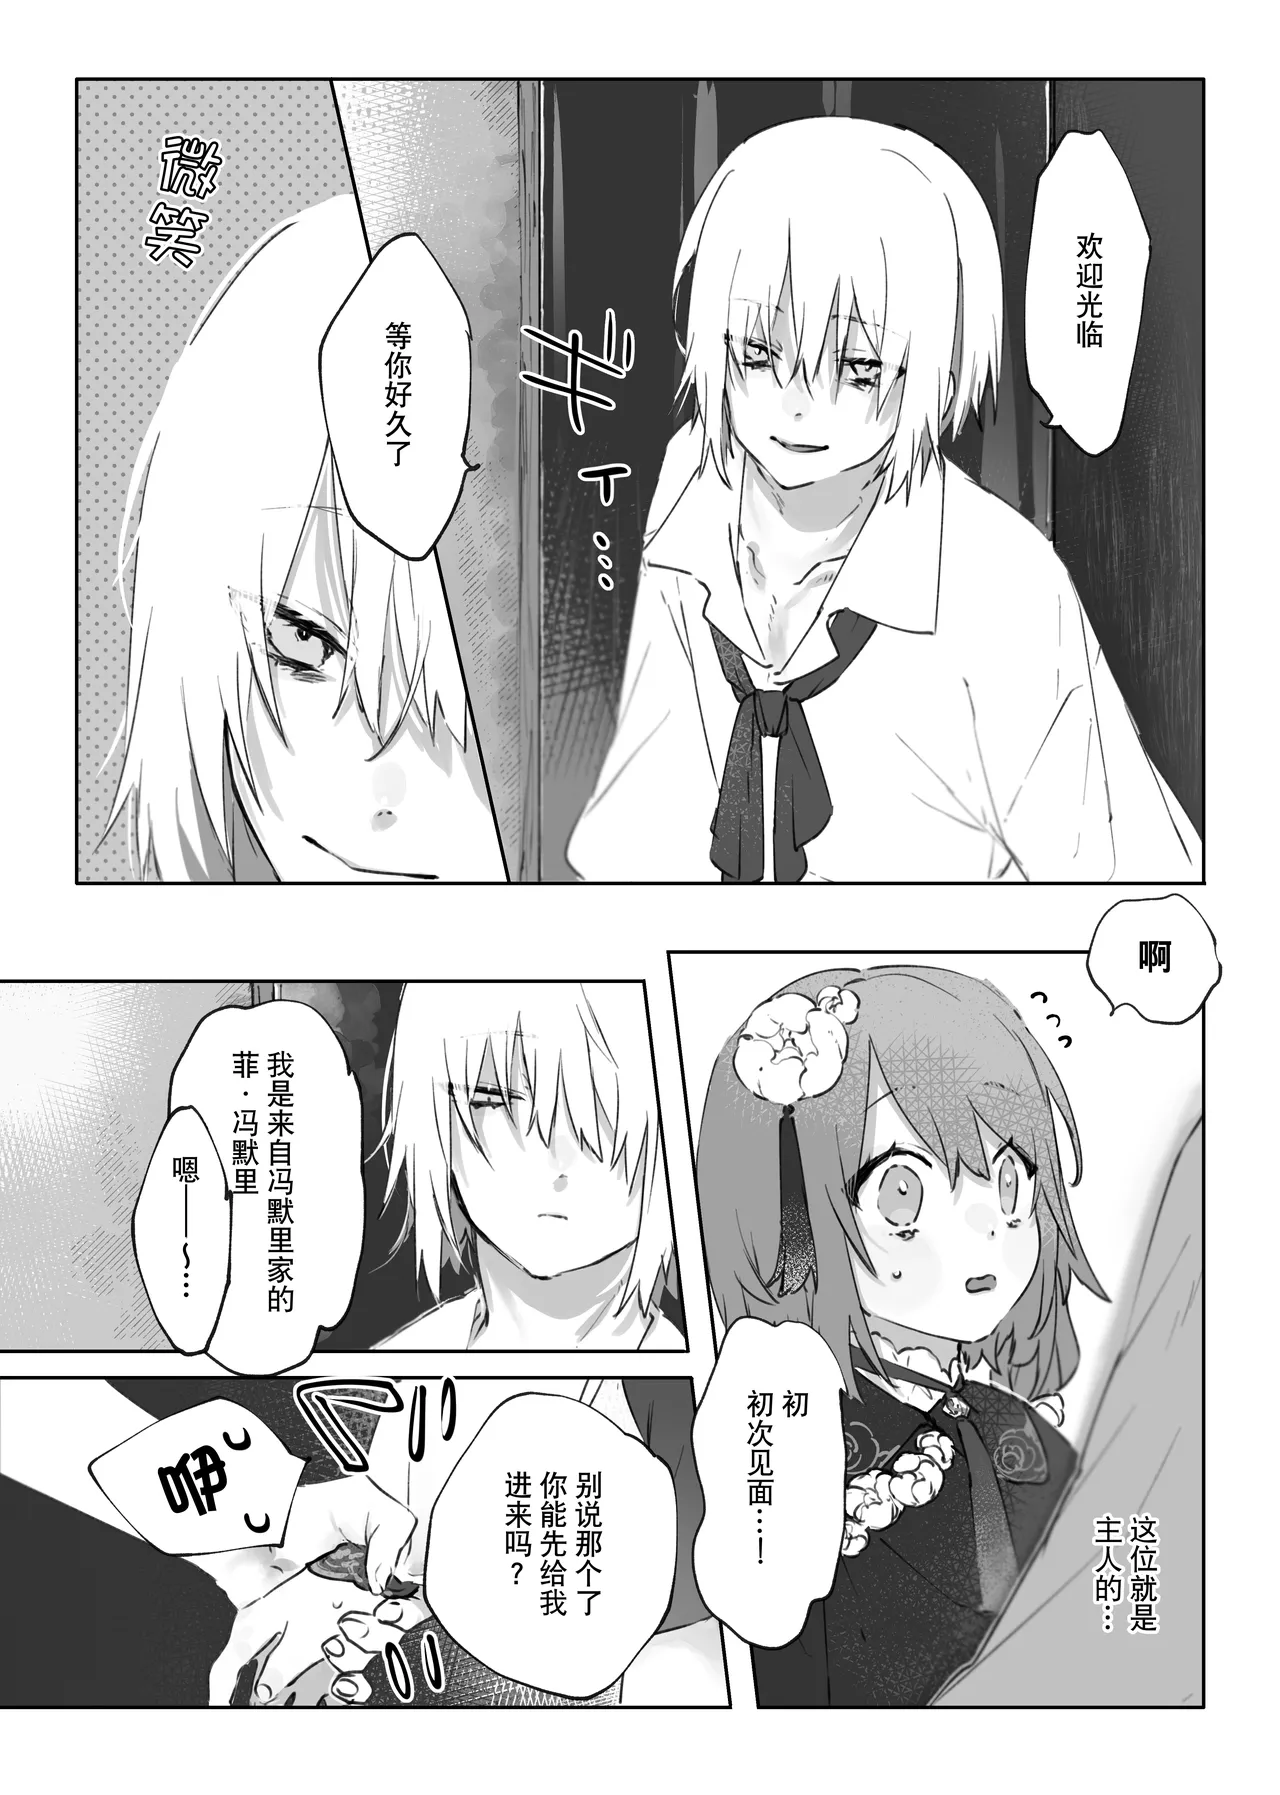 欢迎光临
ギィ…
等你好久了
微笑
啊
这位就是
主人的…
初
初次见面…！
我是来自冯默里家的
菲·冯默里
嗯——～…
别说那个了
你能先给我
进来吗？
咿